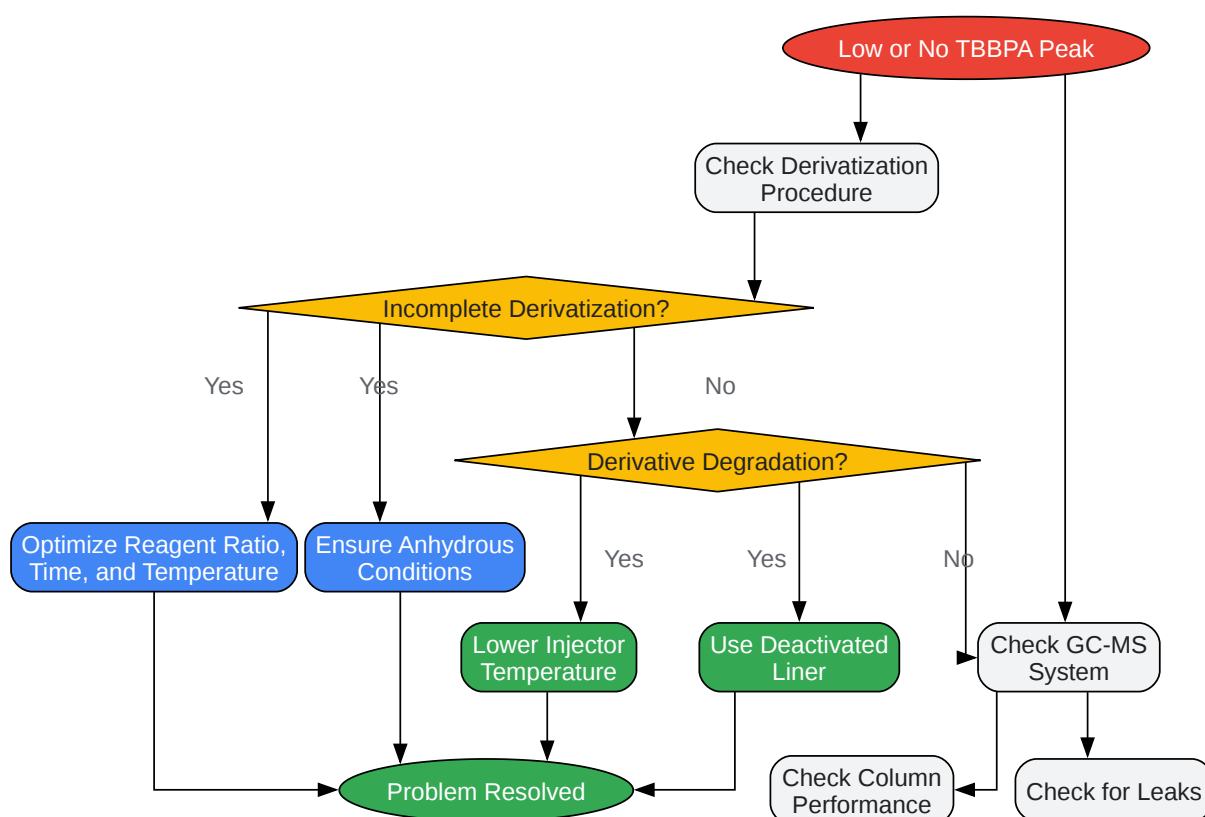 Low or No TBBPA Peak
Check Derivatization
Procedure
Incomplete Derivatization?
Yes
Yes
No
Derivative Degradation?
Optimize Reagent Ratio,
Time, and Temperature
Ensure Anhydrous
Conditions
Yes
Yes
No
Lower Injector
Temperature
Use Deactivated
Liner
Check GC-MS
System
Problem Resolved
Check Column
Performance
Check for Leaks